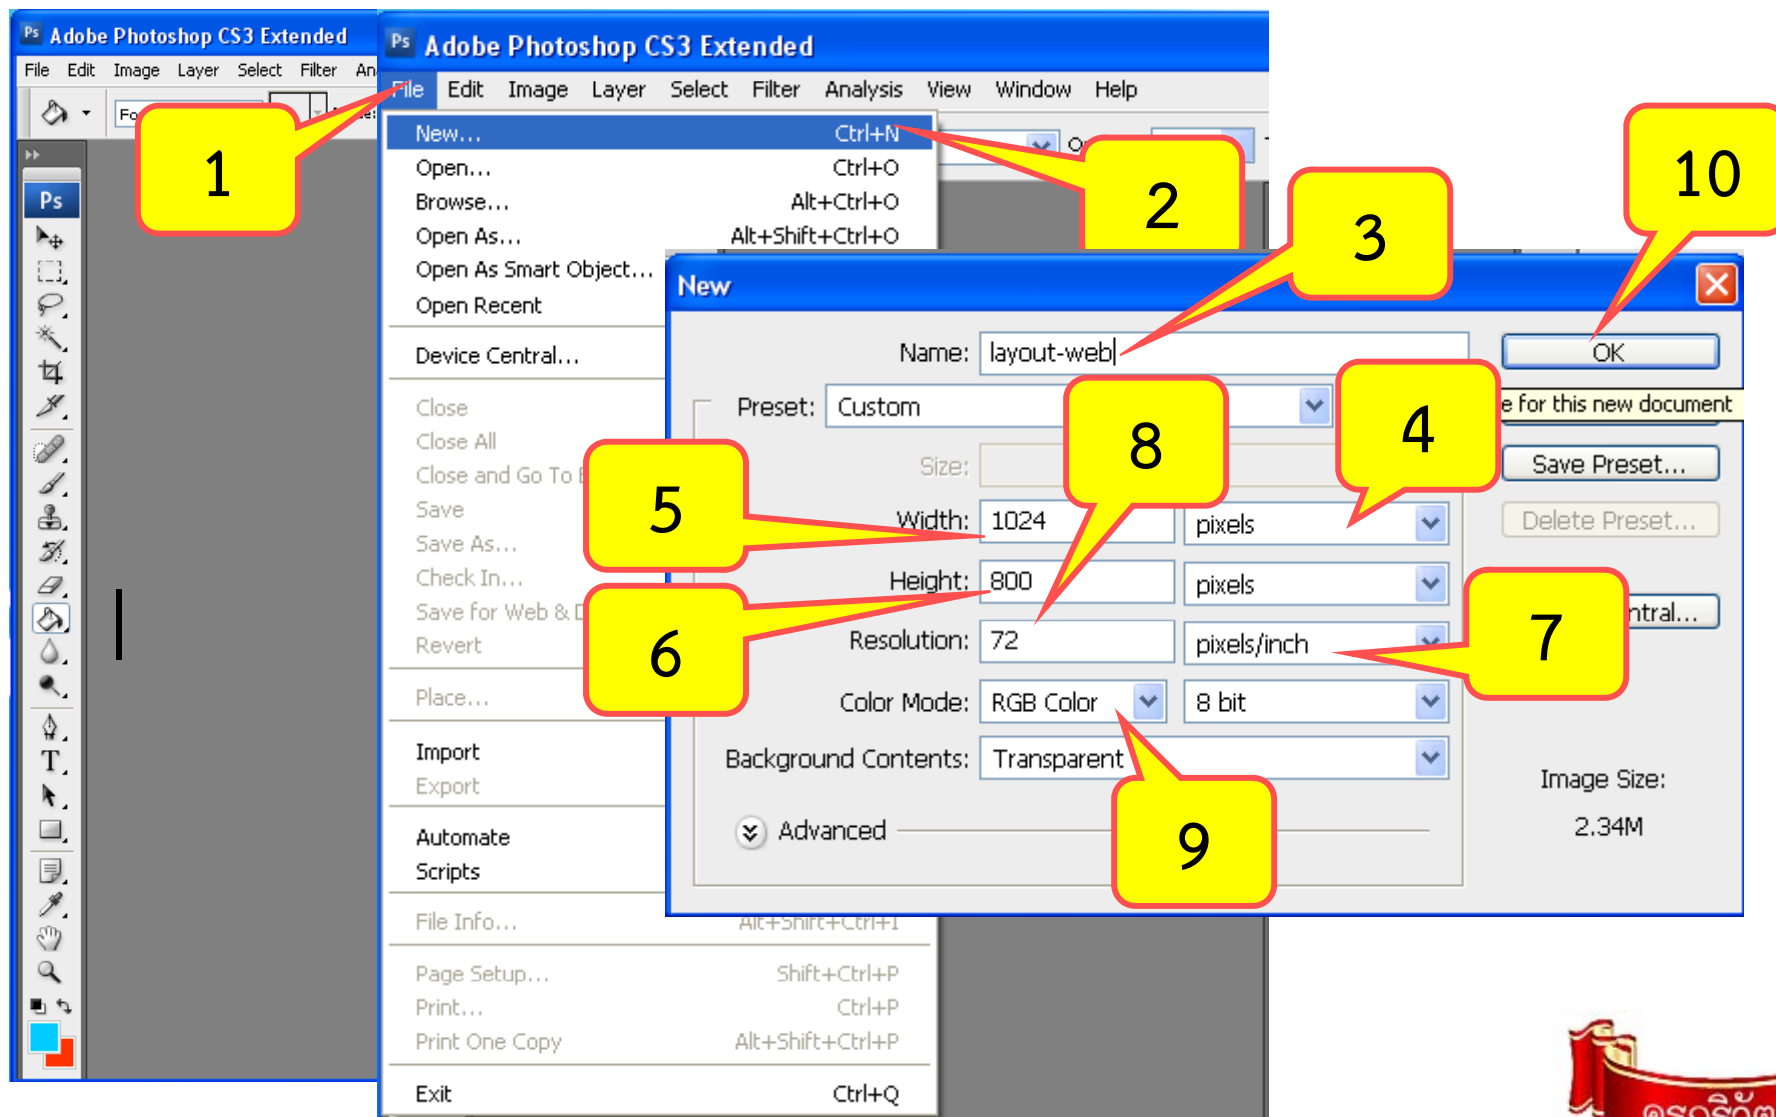 Ps Adobe Photoshop CS3 Extended
File Edit Image Layer Select Filter
Ps
Ps Adobe Photoshop CS3 Extended
File Edit Image Layer Select Filter Analysis View Window Help
New... Ctrl+N
Open... Ctrl+O
Browse... Alt+Ctrl+O
Open As... Alt+Shift+Ctrl+O
Open As Smart Object...
Open Recent
Device Central...
Close
Close All
Close and Go To
Save
Save As...
Check In...
Save for Web &
Revert
Place...
Import
Export
Automate
Scripts
File Info... Alt+Shift+Ctrl+I
Page Setup... Shift+Ctrl+P
Print... Ctrl+P
Print One Copy Alt+Shift+Ctrl+P
Exit Ctrl+Q
1
2
3
10
New
Name: layout-web
OK
Preset: Custom
e for this new document
8
4
Size:
Save Preset...
5
Width: 1024 pixels
Delete Preset...
Height: 800 pixels
6
7
ntral...
Resolution: 72 pixels/inch
Color Mode: RGB Color 8 bit
Background Contents: Transparent
Image Size:
2.34M
Advanced
9